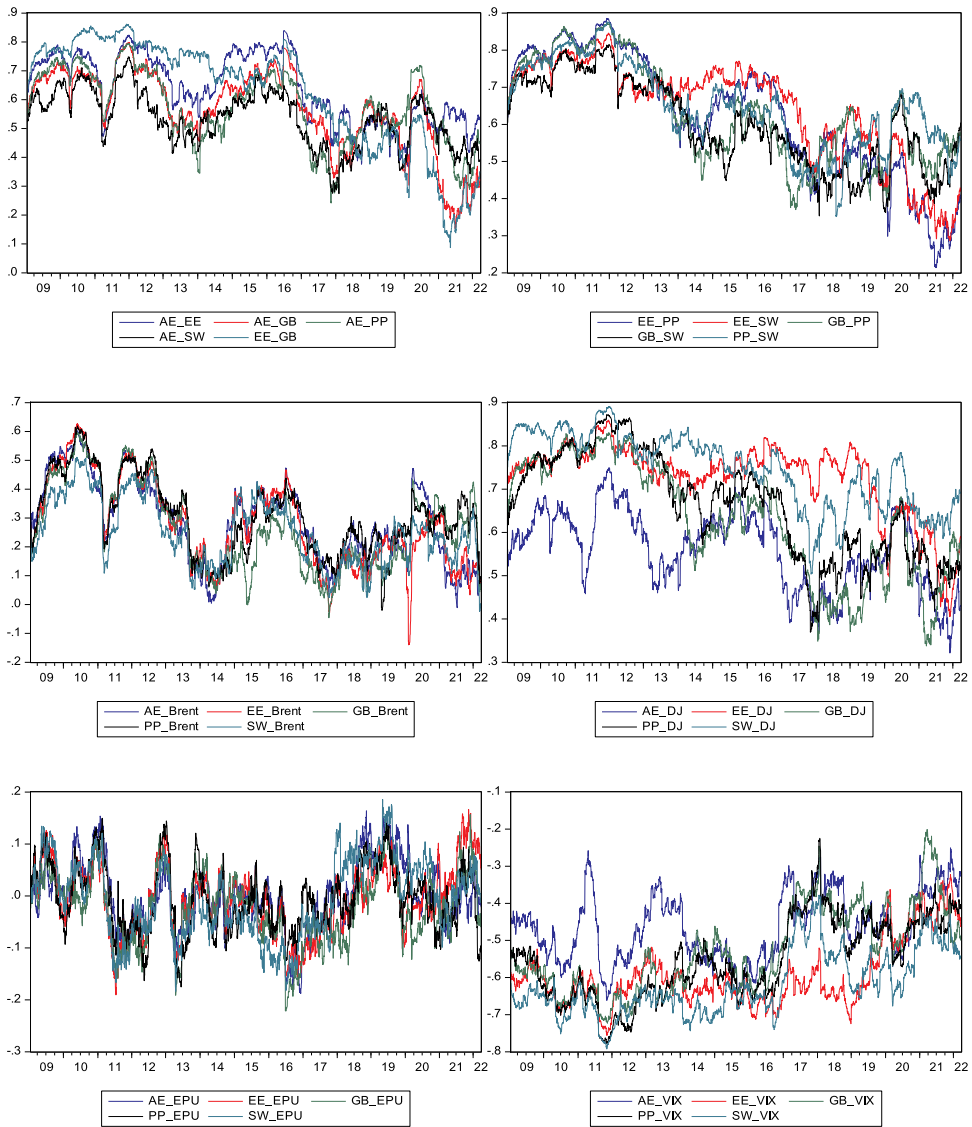 .9
.8
.7
.6
.5
.4
.3
.2
.1
.0
09 10 11 12 13 14 15 16 17 18 19 20 21 22
AE_EE AE_GB AE_PP
AE_SW EE_GB
.9
.8
.7
.6
.5
.4
.3
.2
09 10 11 12 13 14 15 16 17 18 19 20 21 22
EE_PP EE_SW GB_PP
GB_SW PP_SW
.7
.6
.5
.4
.3
.2
.1
.0
-.1
-.2
09 10 11 12 13 14 15 16 17 18 19 20 21 22
AE_Brent EE_Brent GB_Brent
PP_Brent SW_Brent
.9
.8
.7
.6
.5
.4
.3
09 10 11 12 13 14 15 16 17 18 19 20 21 22
AE_DJ EE_DJ GB_DJ
PP_DJ SW_DJ
.2
.1
.0
-.1
-.2
-.3
09 10 11 12 13 14 15 16 17 18 19 20 21 22
AE_EPU EE_EPU GB_EPU
PP_EPU SW_EPU
-.1
-.2
-.3
-.4
-.5
-.6
-.7
-.8
09 10 11 12 13 14 15 16 17 18 19 20 21 22
AE_VIX EE_VIX GB_VIX
PP_VIX SW_VIX